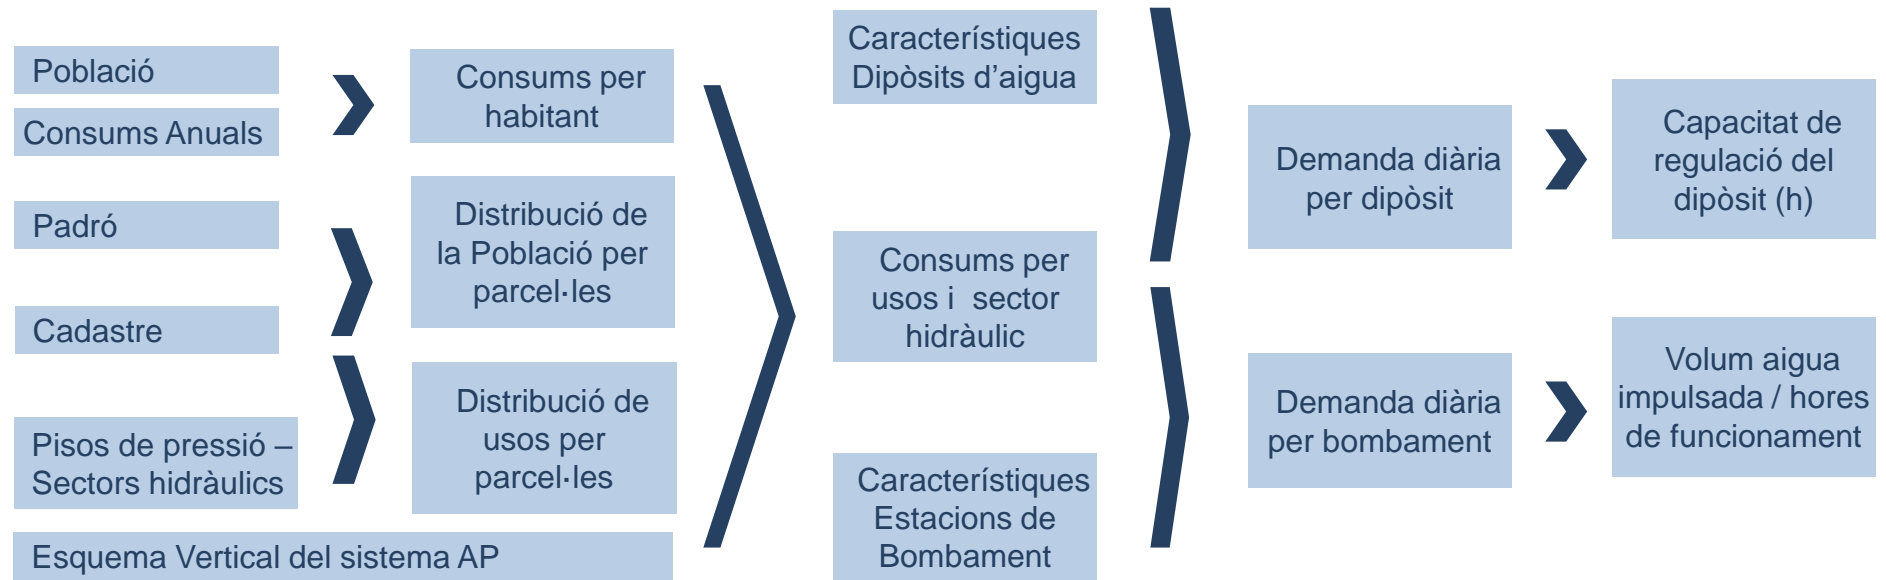 Població
Consums Anuals
Padró
Cadastre
Pisos de pressió –
Sectors hidràulics
Esquema Vertical del sistema AP
Consums per
habitant
Distribució de
la Població per
parcel·les
Distribució de
usos per
parcel·les
Característiques
Dipòsits d’aigua
Consums per
usos i sector
hidràulic
Característiques
Estacions de
Bombament
Demanda diària
per dipòsit
Demanda diària
per bombament
Capacitat de
regulació del
dipòsit (h)
Volum aigua
impulsada / hores
de funcionament